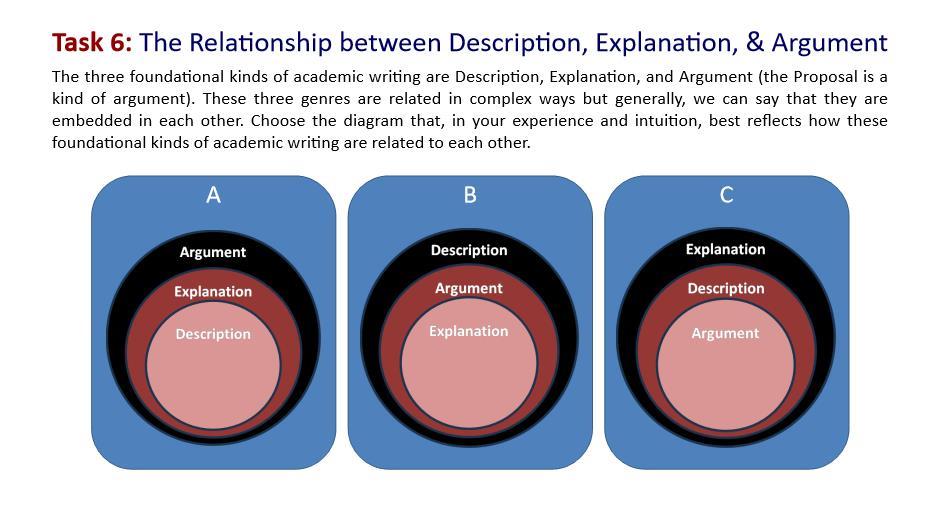 Task 6: The Relationship between Description, Explanation, & Argument
The three foundational kinds of academic writing are Description, Explanation, and Argument (the Proposal is a
kind of argument). These three genres are related in complex ways but generally, we can say that they are
embedded in each other. Choose the diagram that, in your experience and intuition, best reflects how these
foundational kinds of academic writing are related to each other.
A
Argument
Explanation
Description
B
Description
Argument
Explanation
C
Explanation
Description
Argument